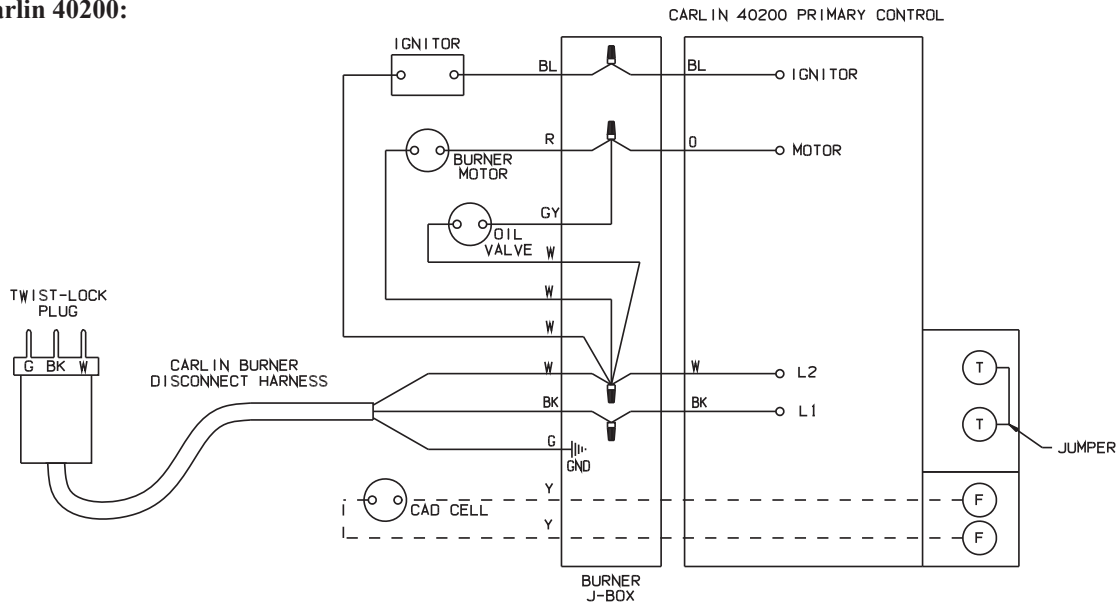 arlin 40200:
CARLIN 40200 PRIMARY CONTROL
IGNITOR
BL
BL
IGNITOR
R
O
MOTOR
BURNER
MOTOR
GY
OIL
VALVE
W
W
W
TWIST-LOCK
PLUG
G BK W
CARLIN BURNER
DISCONNECT HARNESS
W
W
L2
BK
BK
L1
G
GND
T
T
JUMPER
Y
CAD CELL
F
Y
F
BURNER
J-BOX